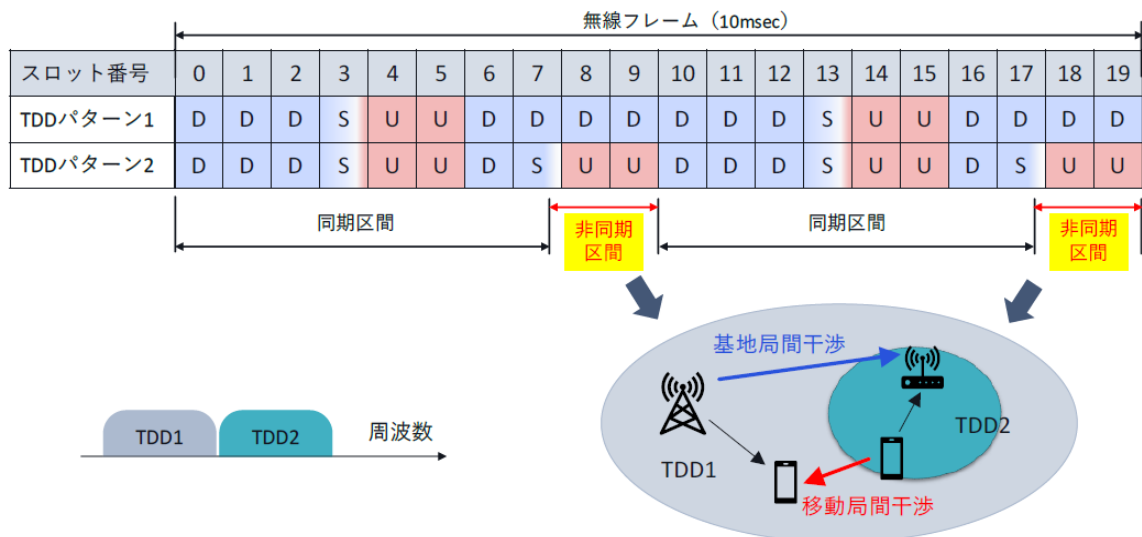 無線フレーム（10msec）
スロット番号 0 1 2 3 4 5 6 7 8 9 10 11 12 13 14 15 16 17 18 19
TDDパターン1 D D D S U U D D D D D D D S U U D D D D
TDDパターン2 D D D S U U D S U U D D D S U U D S U U
同期区間
非同期
区間
同期区間
非同期
区間
基地局間干渉
TDD1
TDD2
周波数
TDD1
TDD2
移動局間干渉